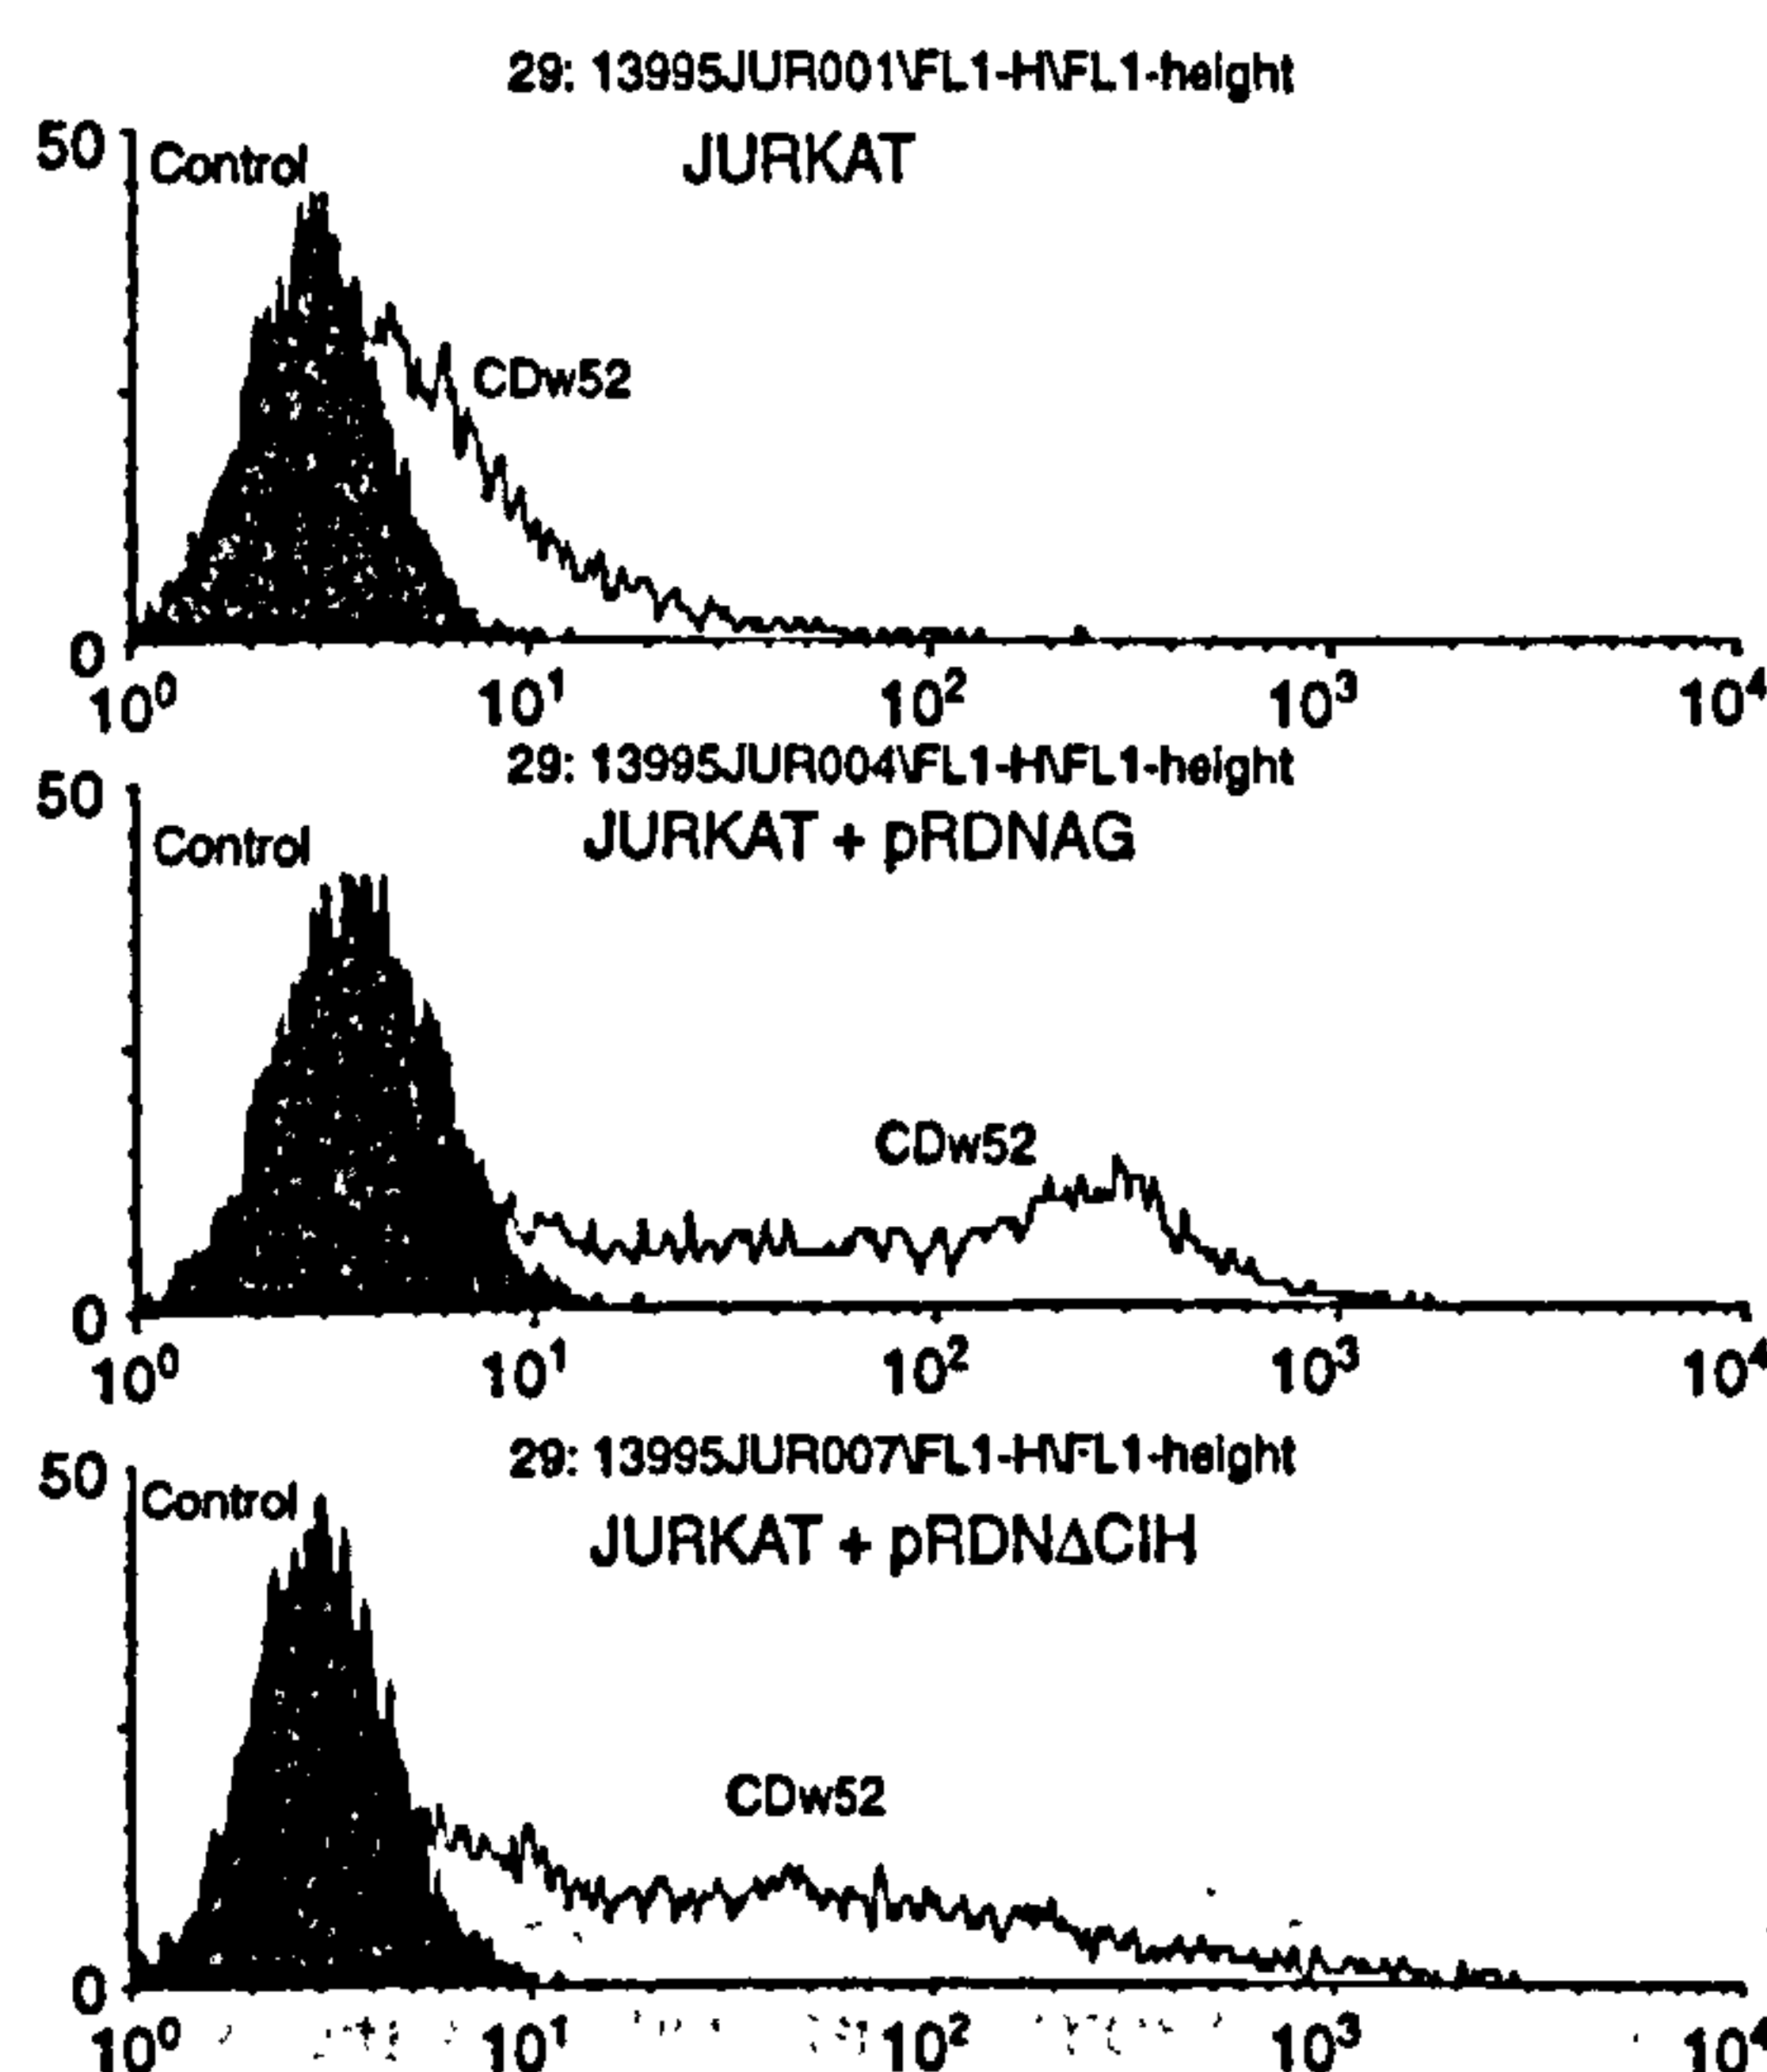 29: 13995JUR001\FL1-H\FL1-height
50
Control
JURKAT
CDw52
0
10⁰ 10¹ 10² 10³ 10⁴
29: 13995JUR004\FL1-H\FL1-height
50
Control
JURKAT + pRDNAG
CDw52
0
10⁰ 10¹ 10² 10³ 10⁴
29: 13995JUR007\FL1-H\FL1-height
50
Control
JURKAT + pRDNΔCIH
CDw52
0
10⁰ 10¹ 10² 10³ 10⁴